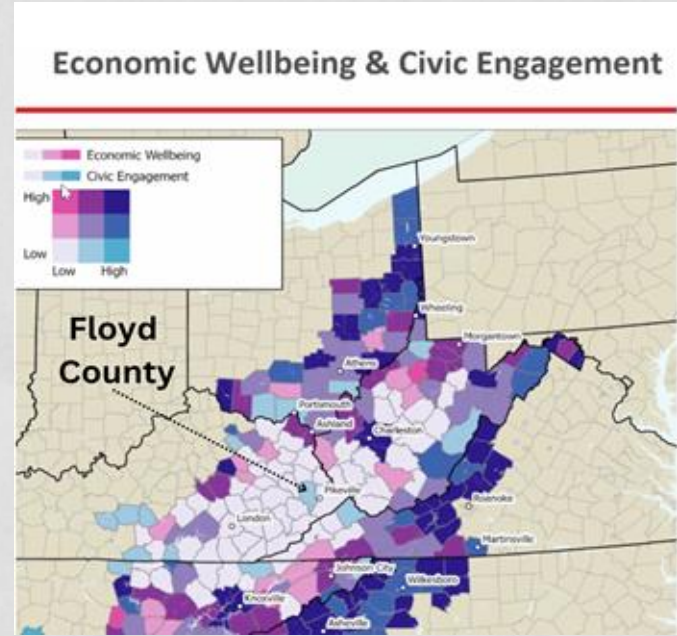 Economic Wellbeing & Civic Engagement
Economic Wellbeing
Civic Engagement
High
Low
Low High
Youngstown
Wheeling
Morgantown
Floyd
County
Athens
Portsmouth
Ashland
Charleston
Pikeville
Roanoke
London
Martinsville
Johnson City
Wilkesboro
Knoxville
Asheville